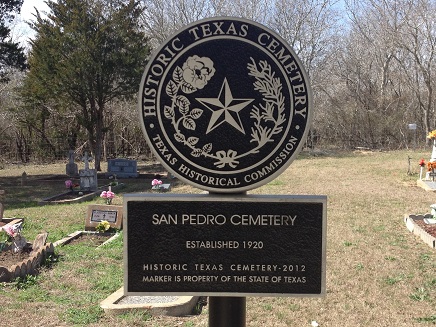 HISTORIC TEXAS CEMETERY
TEXAS HISTORICAL COMMISSION
SAN PEDRO CEMETERY
ESTABLISHED 1920
HISTORIC TEXAS CEMETERY-2012
MARKER IS PROPERTY OF THE STATE OF TEXAS